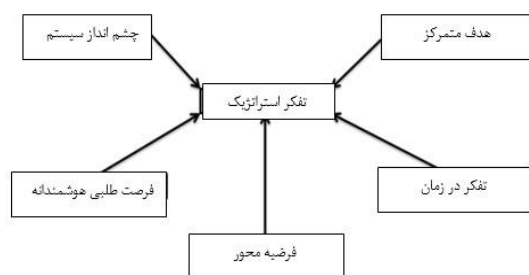 هدف متمرکز
چشم انداز سیستم
تفکر استراتژیک
تفکر در زمان
فرصت طلبی هوشمندانه
فرضیه محور